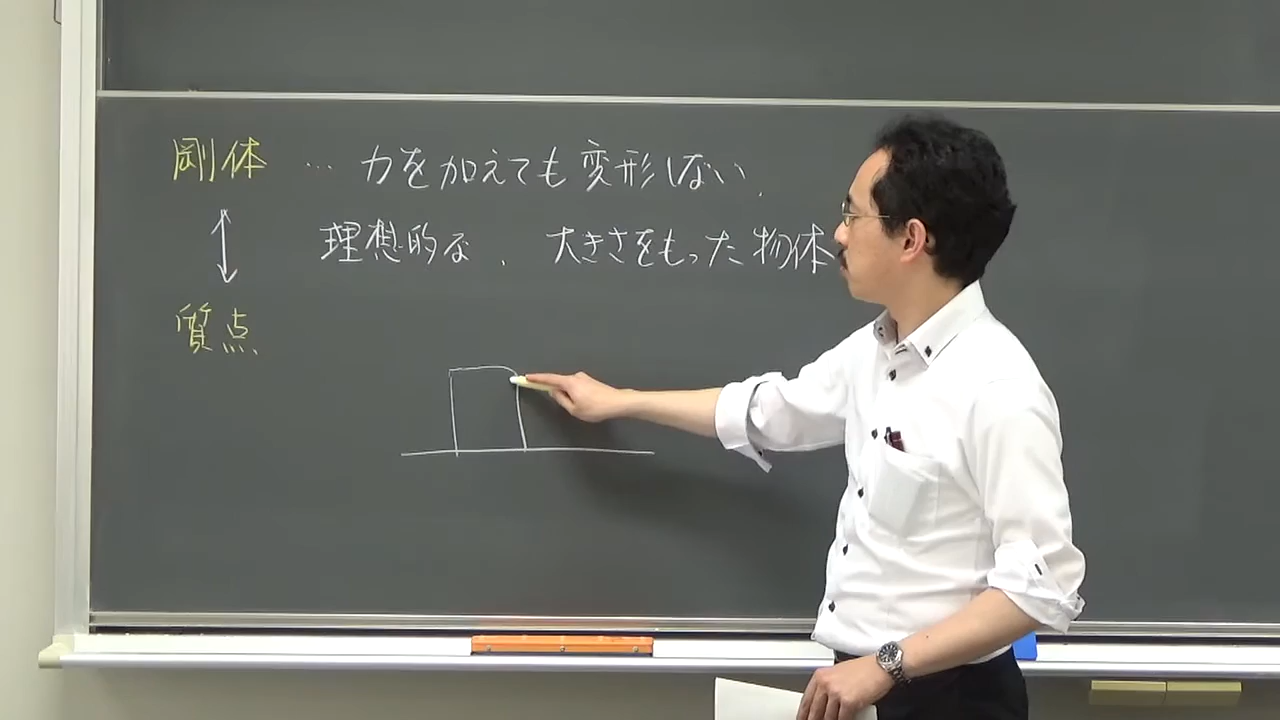 剛体 … 力を加えても変形しない、
理想的な、大きさをもった物体
質点